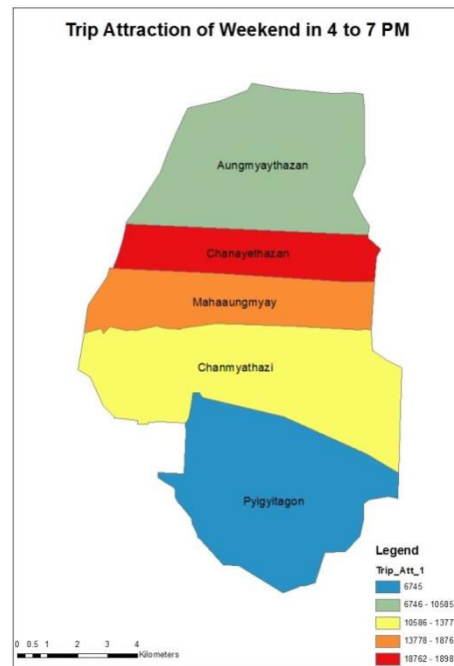 Trip Attraction of Weekend in 4 to 7 PM
Aungmyaythazan
Chanayethazan
Mahaaungmyay
Chanmyathazi
Pyigyitagon
Legend
Trip_Att_1
6745
6746 - 10585
10586 - 1377
13778 - 1876
18762 - 1898
0 0.5 1 2 3 4
Kilometers